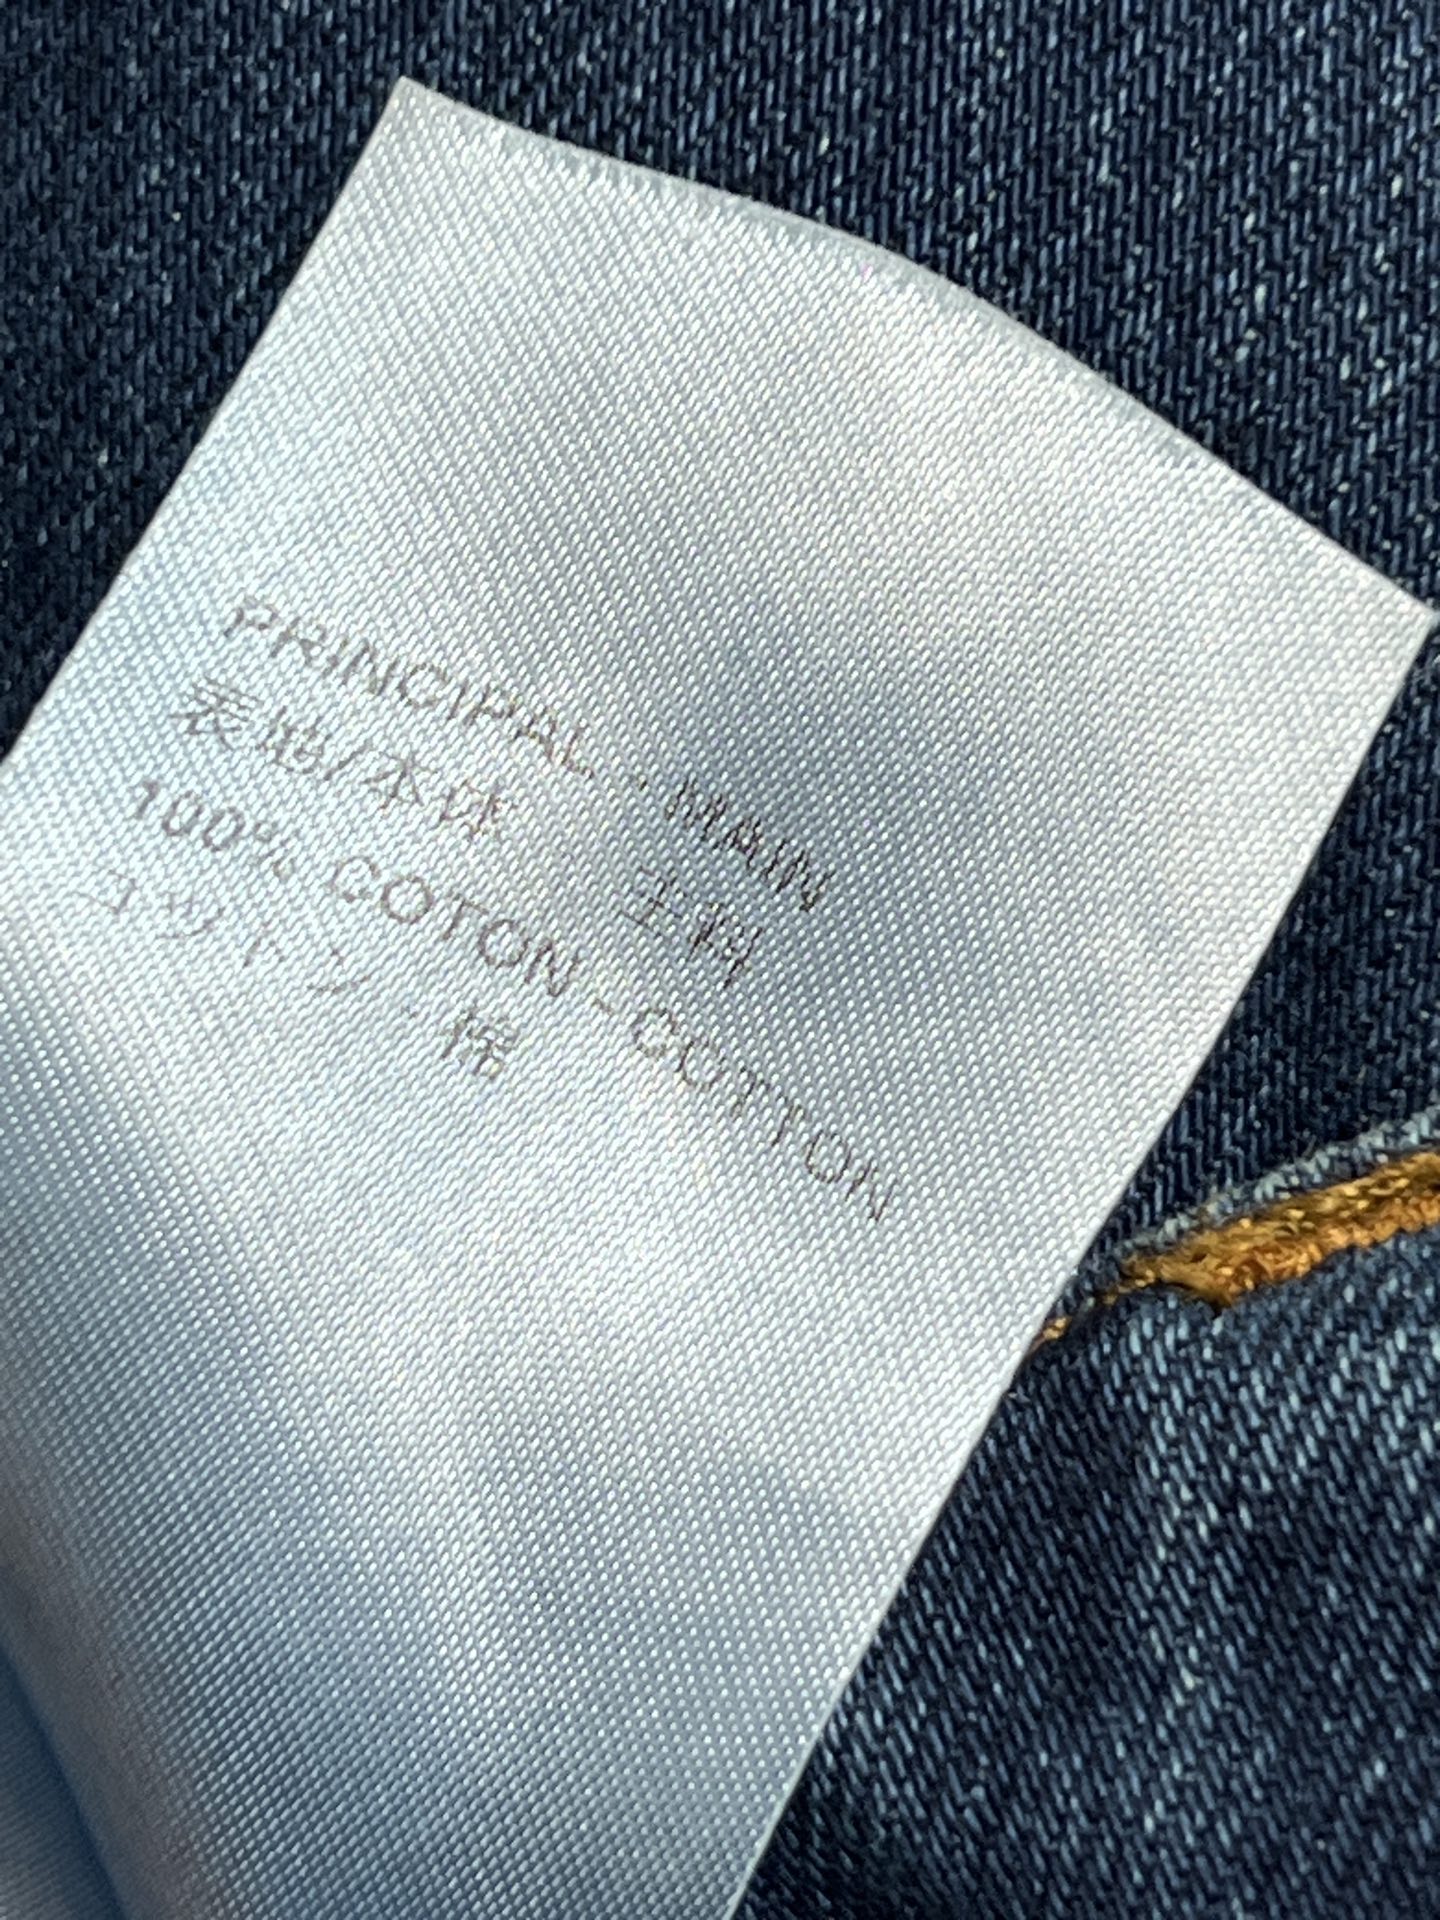 PRINCIPAL - MAIN
表地/本体 主料
100% COTON - COTTON
コットン - 棉